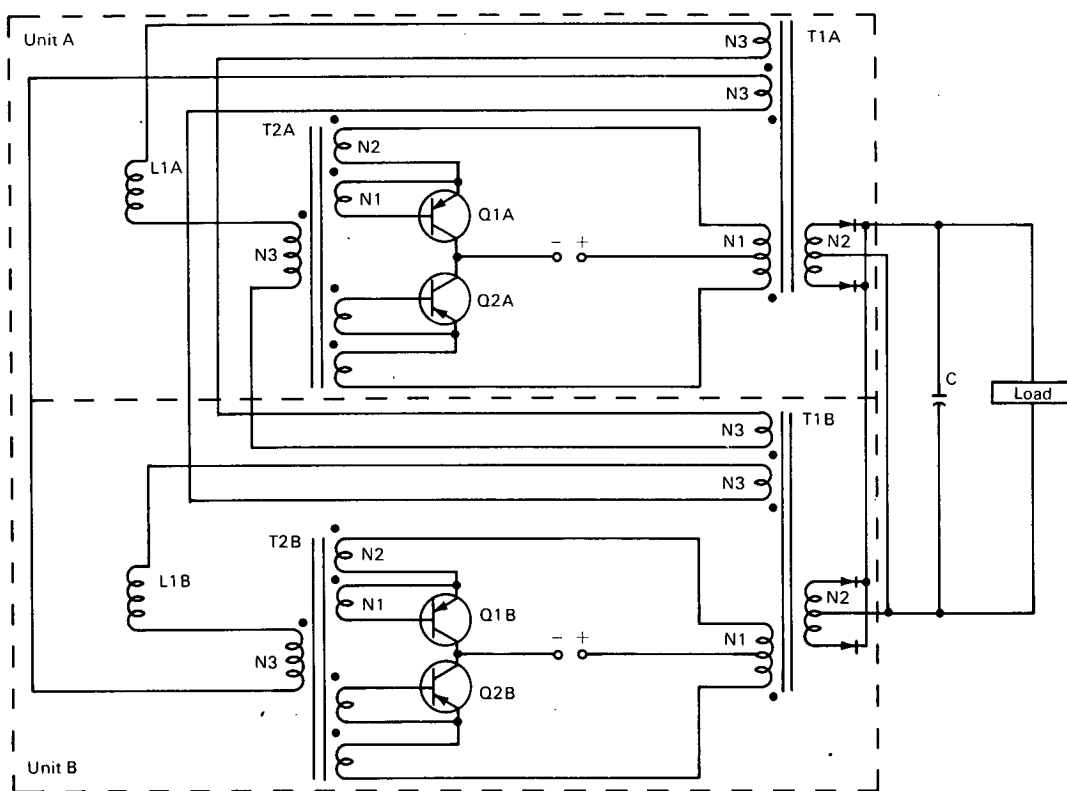 Unit A
T1A
N3
N3
T2A
N2
L1A
N1
Q1A
N3
- +
N1
N2
Q2A
C
Load
T1B
N3
N3
T2B
N2
L1B
N1
Q1B
N3
- +
N1
N2
Q2B
Unit B